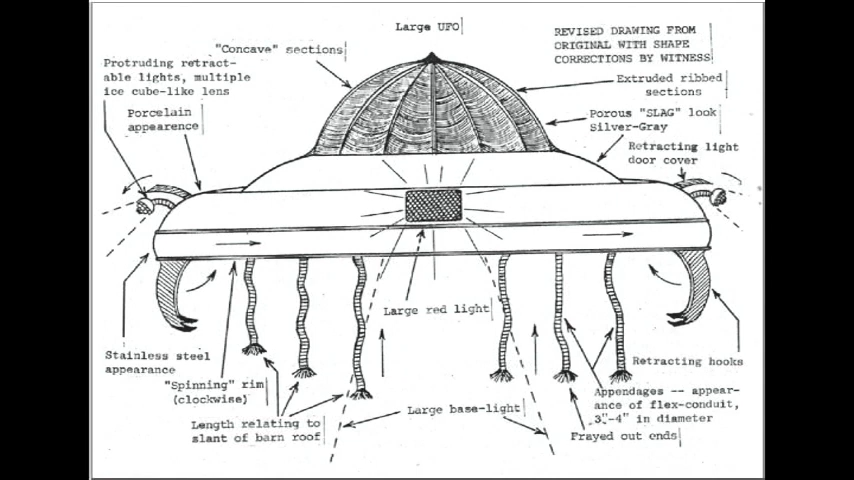 Large UFO
REVISED DRAWING FROM
ORIGINAL WITH SHAPE
CORRECTIONS BY WITNESS
"Concave" sections
Protruding retract-
able lights, multiple
ice cube-like lens
Extruded ribbed
sections
Porcelain
appearence
Porous "SLAG" look
Silver-Gray
Retracting light
door cover
Large red light
Stainless steel
appearance
Retracting hooks
"Spinning" rim
(clockwise)
Appendages -- appear-
ance of flex-conduit,
3"-4" in diameter
Large base-light
Length relating to
slant of barn roof
Frayed out ends